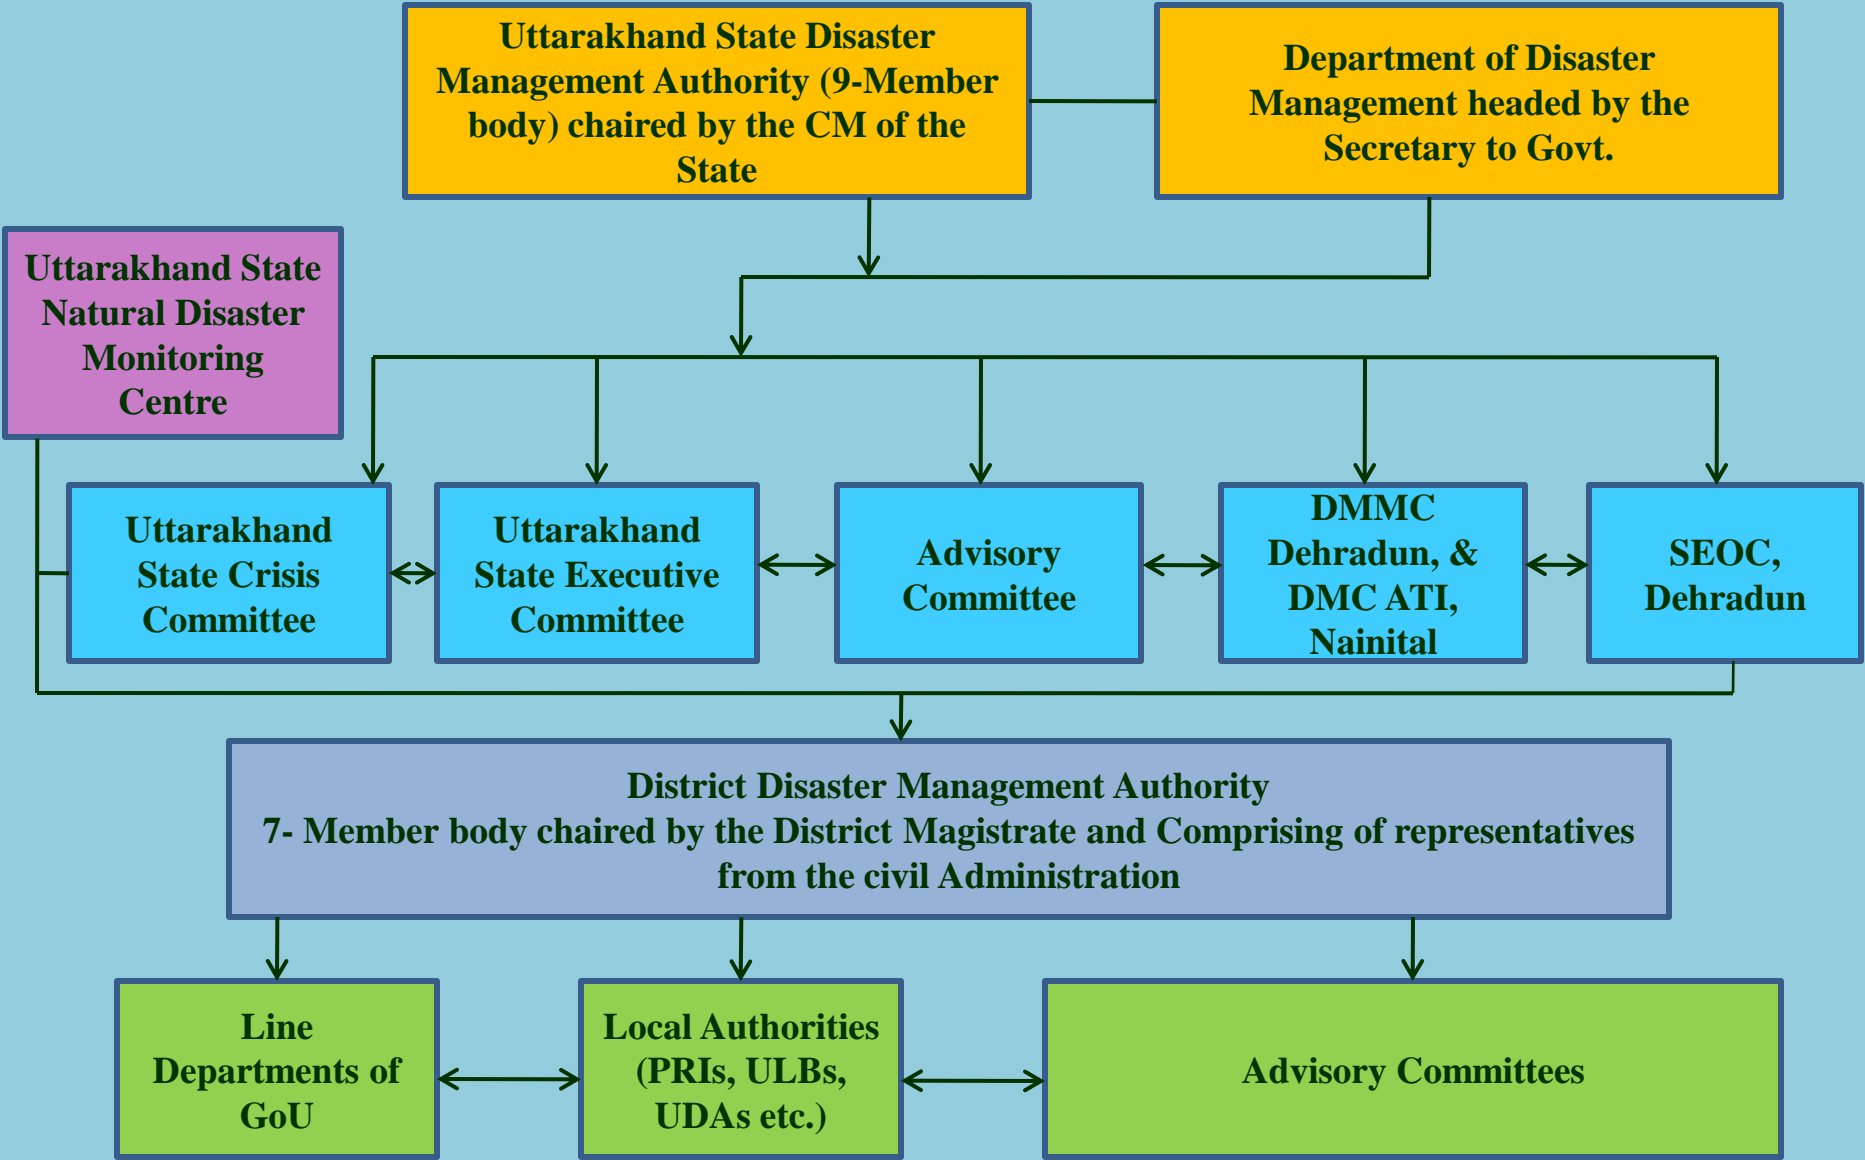 Uttarakhand State Disaster
Management Authority (9-Member
body) chaired by the CM of the
State
Department of Disaster
Management headed by the
Secretary to Govt.
Uttarakhand State
Natural Disaster
Monitoring
Centre
Uttarakhand
State Crisis
Committee
Uttarakhand
State Executive
Committee
Advisory
Committee
DMMC
Dehradun, &
DMC ATI,
Nainital
SEOC,
Dehradun
District Disaster Management Authority
7- Member body chaired by the District Magistrate and Comprising of representatives
from the civil Administration
Line
Departments of
GoU
Local Authorities
(PRIs, ULBs,
UDAs etc.)
Advisory Committees